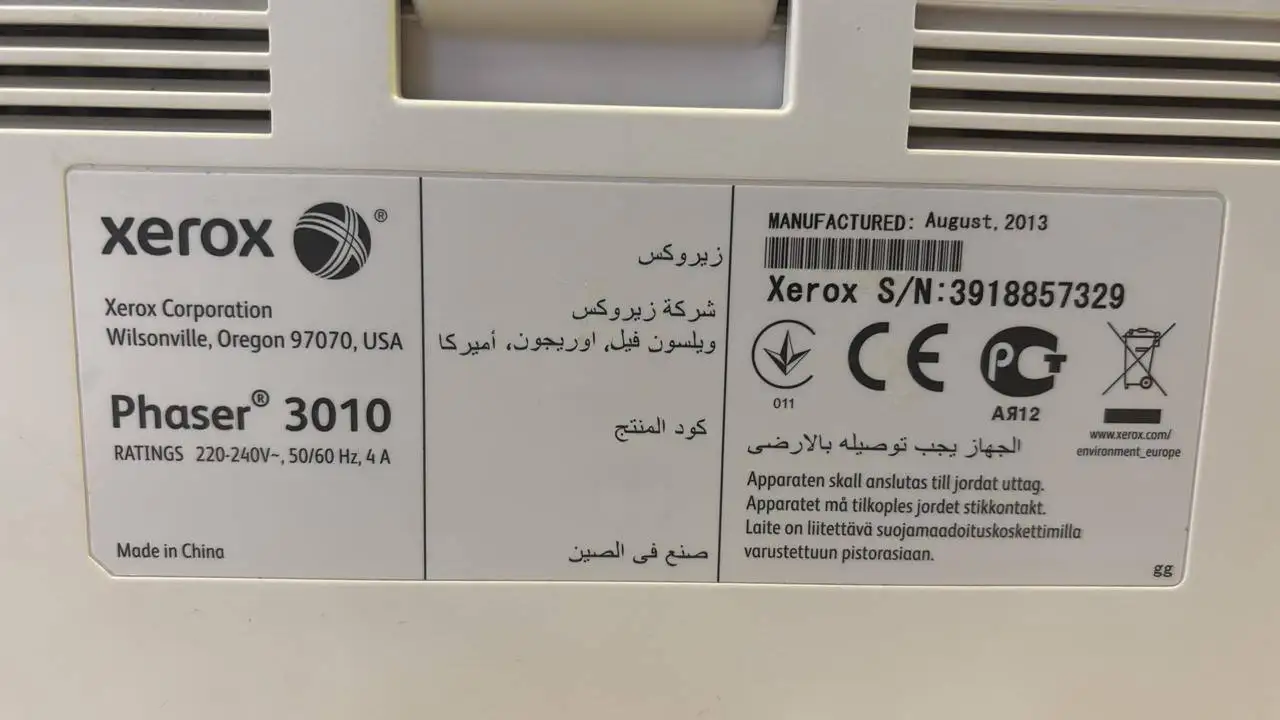 xerox ®
Xerox Corporation
Wilsonville, Oregon 97070, USA
Phaser® 3010
RATINGS 220-240V~, 50/60 Hz, 4 A
Made in China
زيروكس
شركة زيروكس
ويلسون فيل، اوريجون، أميركا
كود المنتج
صنع فى الصين
MANUFACTURED: August, 2013
Xerox S/N:3918857329
011
CE
РСТ
АЯ12
www.xerox.com/
environment_europe
الجهاز يجب توصيله بالارضى
Apparaten skall anslutas till jordat uttag.
Apparatet må tilkoples jordet stikkontakt.
Laite on liitettävä suojamaadoituskoskettimilla
varustettuun pistorasiaan.
gg